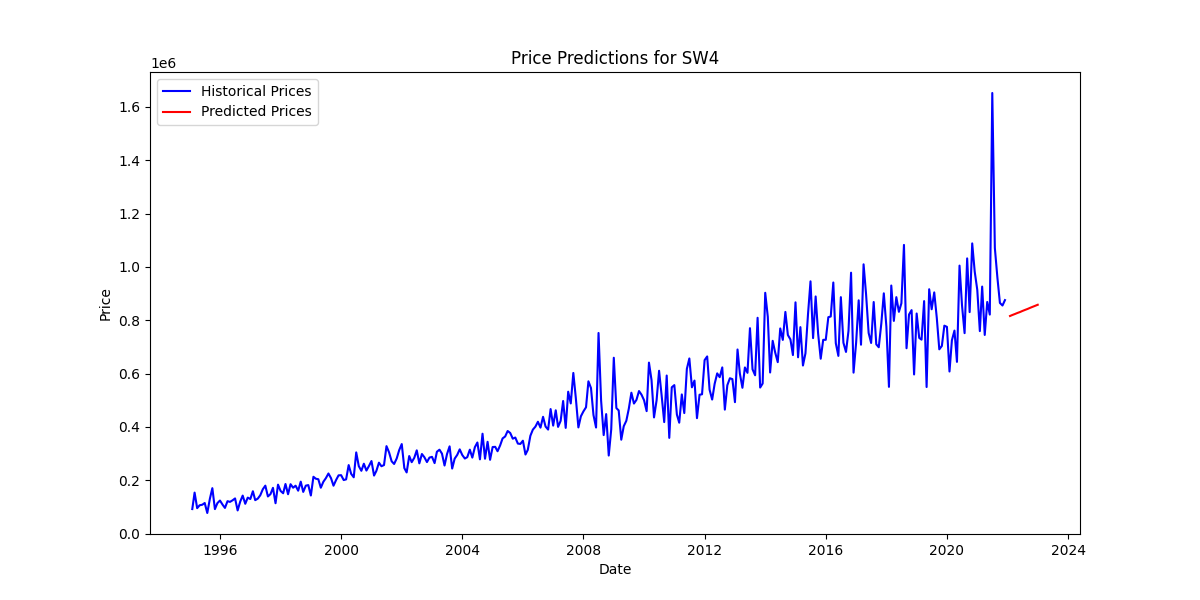 Price Predictions for SW4
1e6
Historical Prices
Predicted Prices
1.6
1.4
1.2
1.0
0.8
0.6
0.4
0.2
0.0
Price
1996 2000 2004 2008 2012 2016 2020 2024
Date